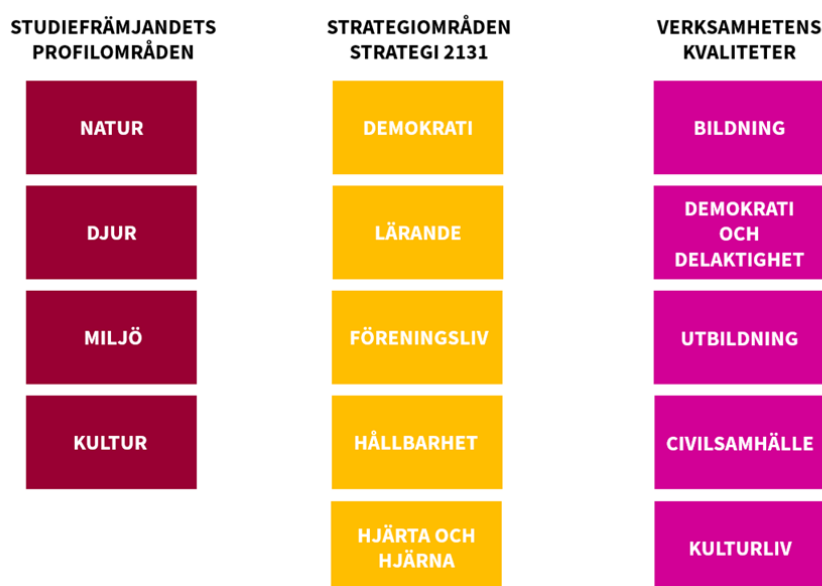 STUDIEFRÄMJANDETS
PROFILOMRÅDEN
NATUR
DJUR
MILJÖ
KULTUR
STRATEGIOMRÅDEN
STRATEGI 2131
DEMOKRATI
LÄRANDE
FÖRENINGSLIV
HÅLLBARHET
HJÄRTA OCH
HJÄRNA
VERKSAMHETENS
KVALITETER
BILDNING
DEMOKRATI
OCH
DELAKTIGHET
UTBILDNING
CIVILSAMHÄLLE
KULTURLIV